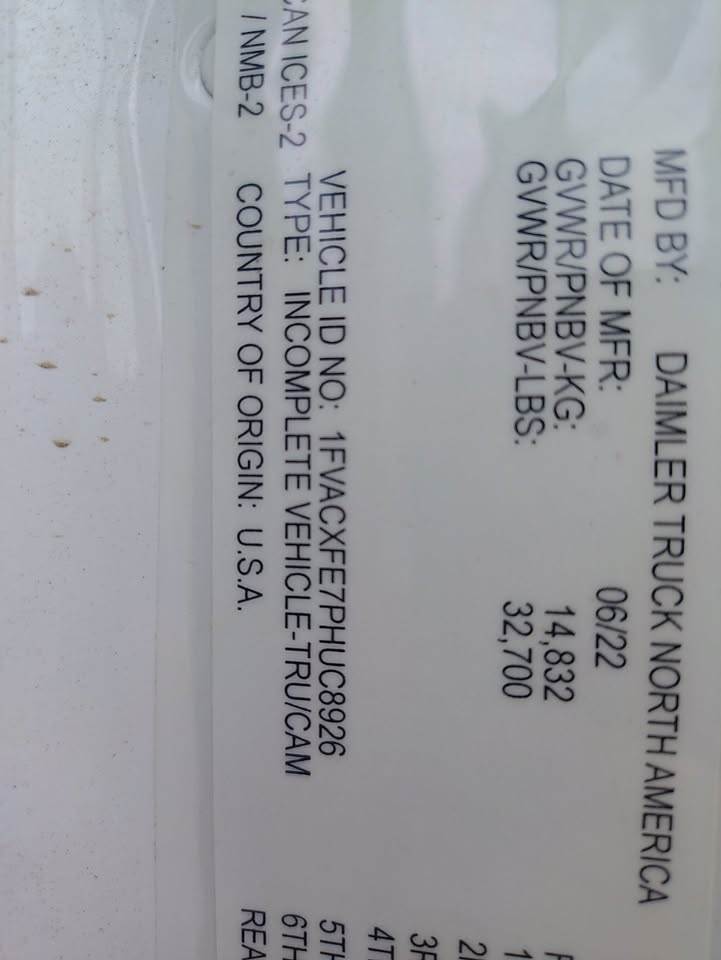 MFD BY: DAIMLER TRUCK NORTH AMERICA
DATE OF MFR: 06/22
GVWR/PNBV-KG: 14,832
GVWR/PNBV-LBS: 32,700
VEHICLE ID NO: 1FVACXFE7PHUC8926
CAN ICES-2 TYPE: INCOMPLETE VEHICLE-TRU/CAM
/ NMB-2 COUNTRY OF ORIGIN: U.S.A.